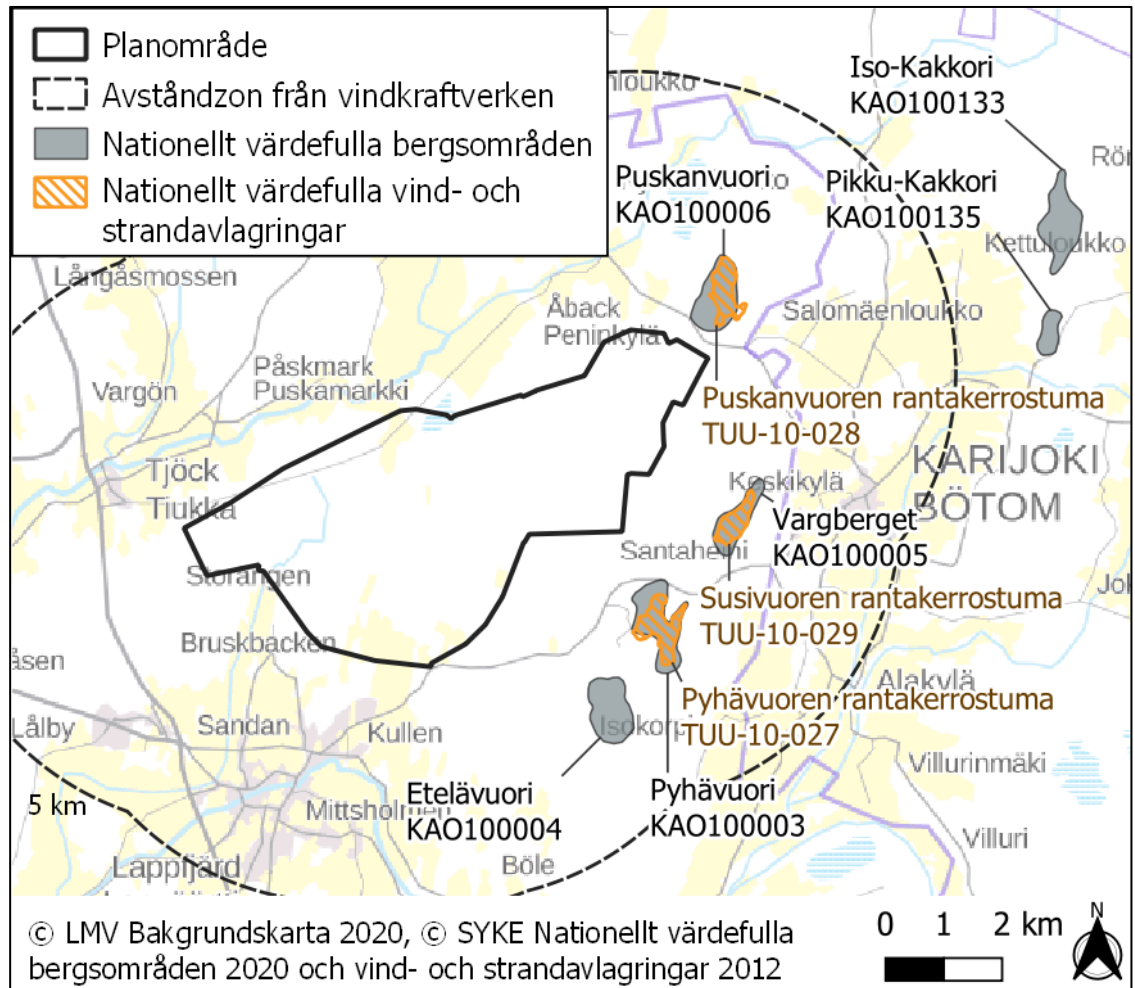 Planområde
Avståndzon från vindkraftverken
Nationellt värdefulla bergsområden
Nationellt värdefulla vind- och
strandavlagringar
Iso-Kakkori
KAO100133
Puskanvuori
KAO100006
Pikku-Kakkori
KAO100135
Kettuloukko
Långåsmossen
Åback
Peninkylä
Salomäenloukko
Påskmark
Puskamarkki
Vargön
Puskanvuoren rantakerrostuma
TUU-10-028
Tjöck
Tiukka
KARIJOKI
BÖTOM
Keskikylä
Vargberget
KAO100005
Santaheini
Storängen
Susivuoren rantakerrostuma
TUU-10-029
Bruskbacken
Alakylä
Pyhävuoren rantakerrostuma
TUU-10-027
Lålby
Sandan
Kullen
Isokorpi
Villurinmäki
5 km
Etelävuori
KAO100004
Pyhävuori
KAO100003
Villuri
Lappfjärd
Böle
© LMV Bakgrundskarta 2020, © SYKE Nationellt värdefulla
bergsområden 2020 och vind- och strandavlagringar 2012
0 1 2 km
N